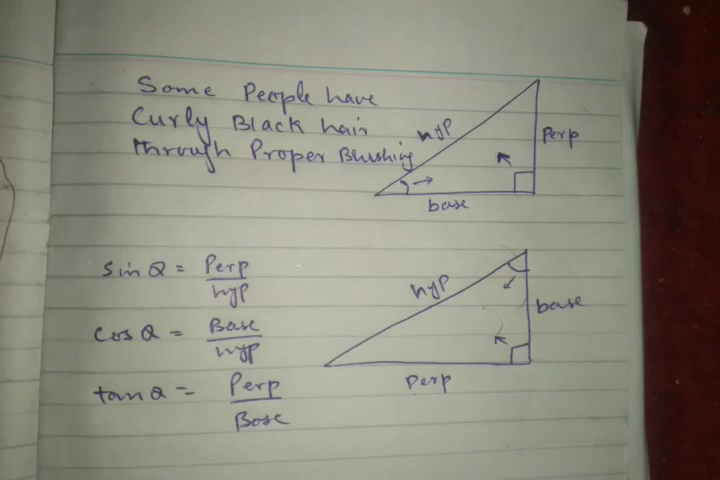 Some People have
Curly Black hair
through Proper Brushing
hyp
Perp
base
sin Q = Perp
hyp
cos Q = Base
hyp
tan Q = Perp
Base
hyp
base
Perp